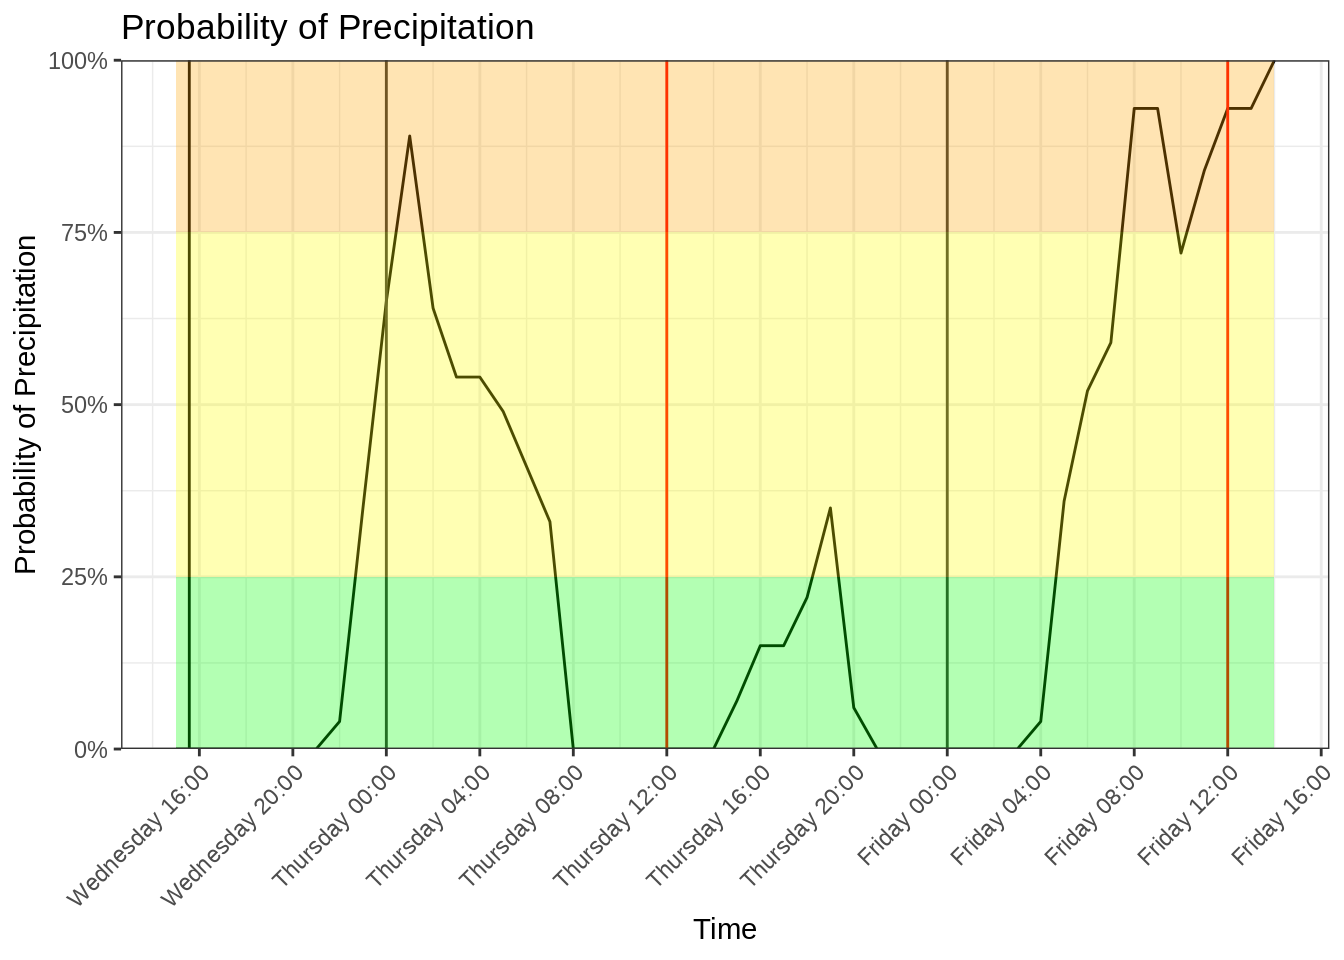 Probability of Precipitation
100%
75%
50%
25%
0%
Probability of Precipitation
Wednesday 16:00
Wednesday 20:00
Thursday 00:00
Thursday 04:00
Thursday 08:00
Thursday 12:00
Thursday 16:00
Thursday 20:00
Friday 00:00
Friday 04:00
Friday 08:00
Friday 12:00
Friday 16:00
Time